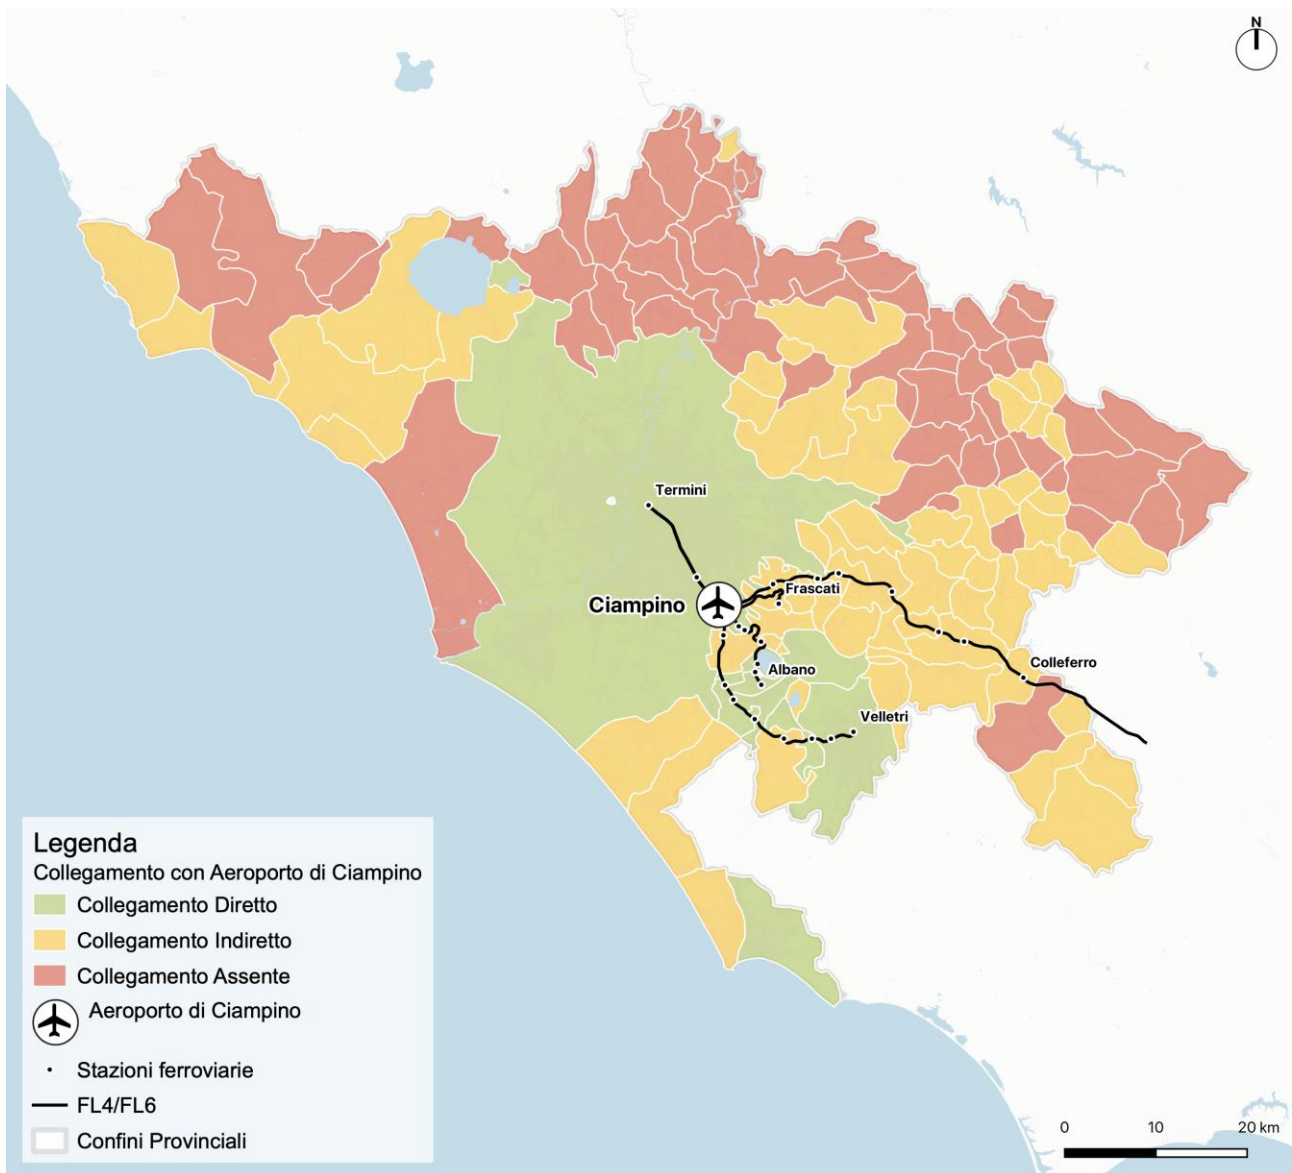 N
Termini
Frascati
Ciampino
Colleferro
Albano
Velletri
Legenda
Collegamento con Aeroporto di Ciampino
Collegamento Diretto
Collegamento Indiretto
Collegamento Assente
Aeroporto di Ciampino
Stazioni ferroviarie
FL4/FL6
Confini Provinciali
0 10 20 km